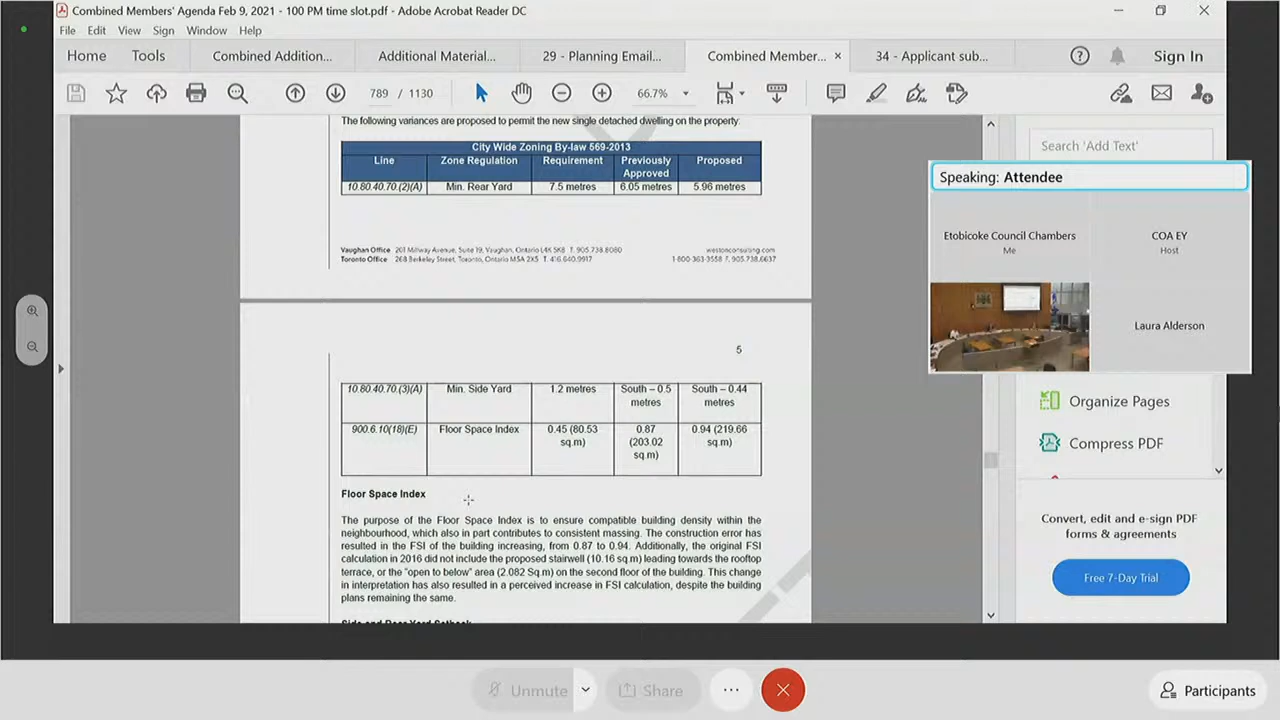 Combined Members' Agenda Feb 9, 2021 - 100 PM time slot.pdf - Adobe Acrobat Reader DC
File Edit View Sign Window Help
Home Tools Combined Addition... Additional Material... 29 - Planning Email... Combined Member... × 34 - Applicant sub... Sign In
789 / 1130 66.7%
The following variances are proposed to permit the new single detached dwelling on the property:
City Wide Zoning By-law 569-2013
Line Zone Regulation Requirement Previously Approved Proposed
10.80.40.70.(2)(A) Min. Rear Yard 7.5 metres 6.05 metres 5.96 metres
Vaughan Office 201 Millway Avenue, Suite 19, Vaughan, Ontario L4K 5K8 T. 905.738.8080 westonconsulting.com
Toronto Office 268 Berkeley Street, Toronto, Ontario M5A 2X5 T. 416.640.9917 1-800-363-3558 F. 905.738.6637
5
10.80.40.70.(3)(A) Min. Side Yard 1.2 metres South – 0.5 metres South – 0.44 metres
900.6.10(18)(E) Floor Space Index 0.45 (80.53 sq.m) 0.87 (203.02 sq.m) 0.94 (219.66 sq.m)
Floor Space Index
The purpose of the Floor Space Index is to ensure compatible building density within the
neighbourhood, which also in part contributes to consistent massing. The construction error has
resulted in the FSI of the building increasing, from 0.87 to 0.94. Additionally, the original FSI
calculation in 2016 did not include the proposed stairwell (10.16 sq.m) leading towards the rooftop
terrace, or the "open to below" area (2.082 Sq.m) on the second floor of the building. This change
in interpretation has also resulted in a perceived increase in FSI calculation, despite the building
plans remaining the same.
Side and Rear Yard Setback
Search 'Add Text'
Speaking: Attendee
Etobicoke Council Chambers
Me
COA EY
Host
Laura Alderson
Organize Pages
Compress PDF
Convert, edit and e-sign PDF
forms & agreements
Free 7-Day Trial
Unmute
Share
Participants